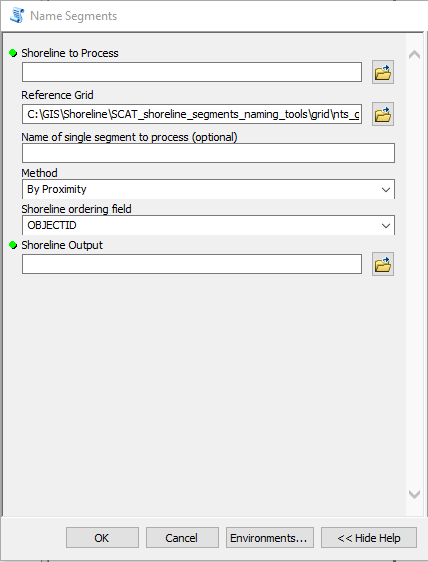 Name Segments
Shoreline to Process
Reference Grid
C:\GIS\Shoreline\SCAT_shoreline_segments_naming_tools\grid\nts_g
Name of single segment to process (optional)
Method
By Proximity
Shoreline ordering field
OBJECTID
Shoreline Output
OK Cancel Environments... << Hide Help